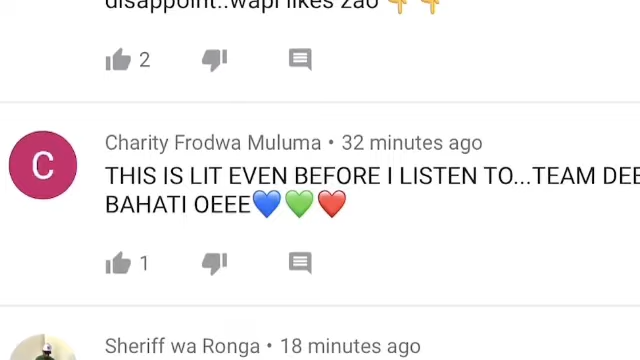 disappoint..wapi likes zao 👇👇
2
Charity Frodwa Muluma • 32 minutes ago
C
THIS IS LIT EVEN BEFORE I LISTEN TO...TEAM DEE
BAHATI OEEE💙💚❤️
1
Sheriff wa Ronga • 18 minutes ago